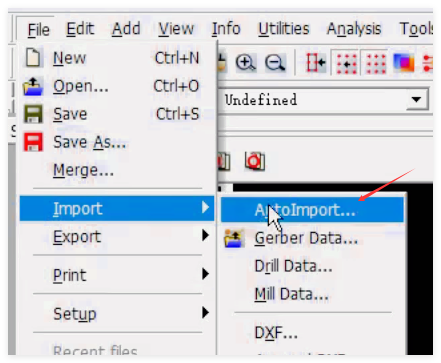 File Edit Add View Info Utilities Analysis Tools
New Ctrl+N
Open... Ctrl+O
Save Ctrl+S
Save As...
Merge...
Import
Export
Print
Setup
Recent files
Undefined
AutoImport...
Gerber Data...
Drill Data...
Mill Data...
DXF...